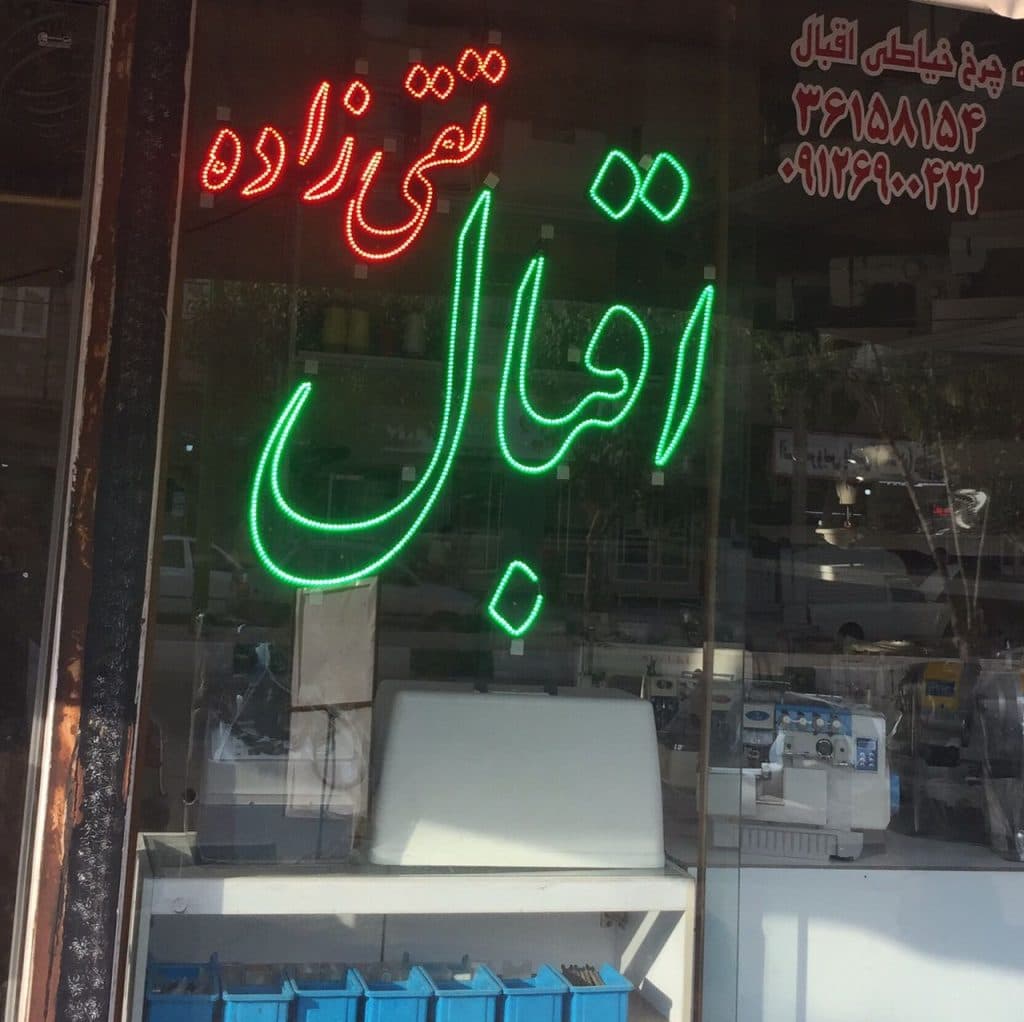 تقی زاده
اقبال
چرخ خیاطی اقبال
۳۶۱۵۸۱۵۴
۰۹۱۲۶۹۰۰۴۲۲